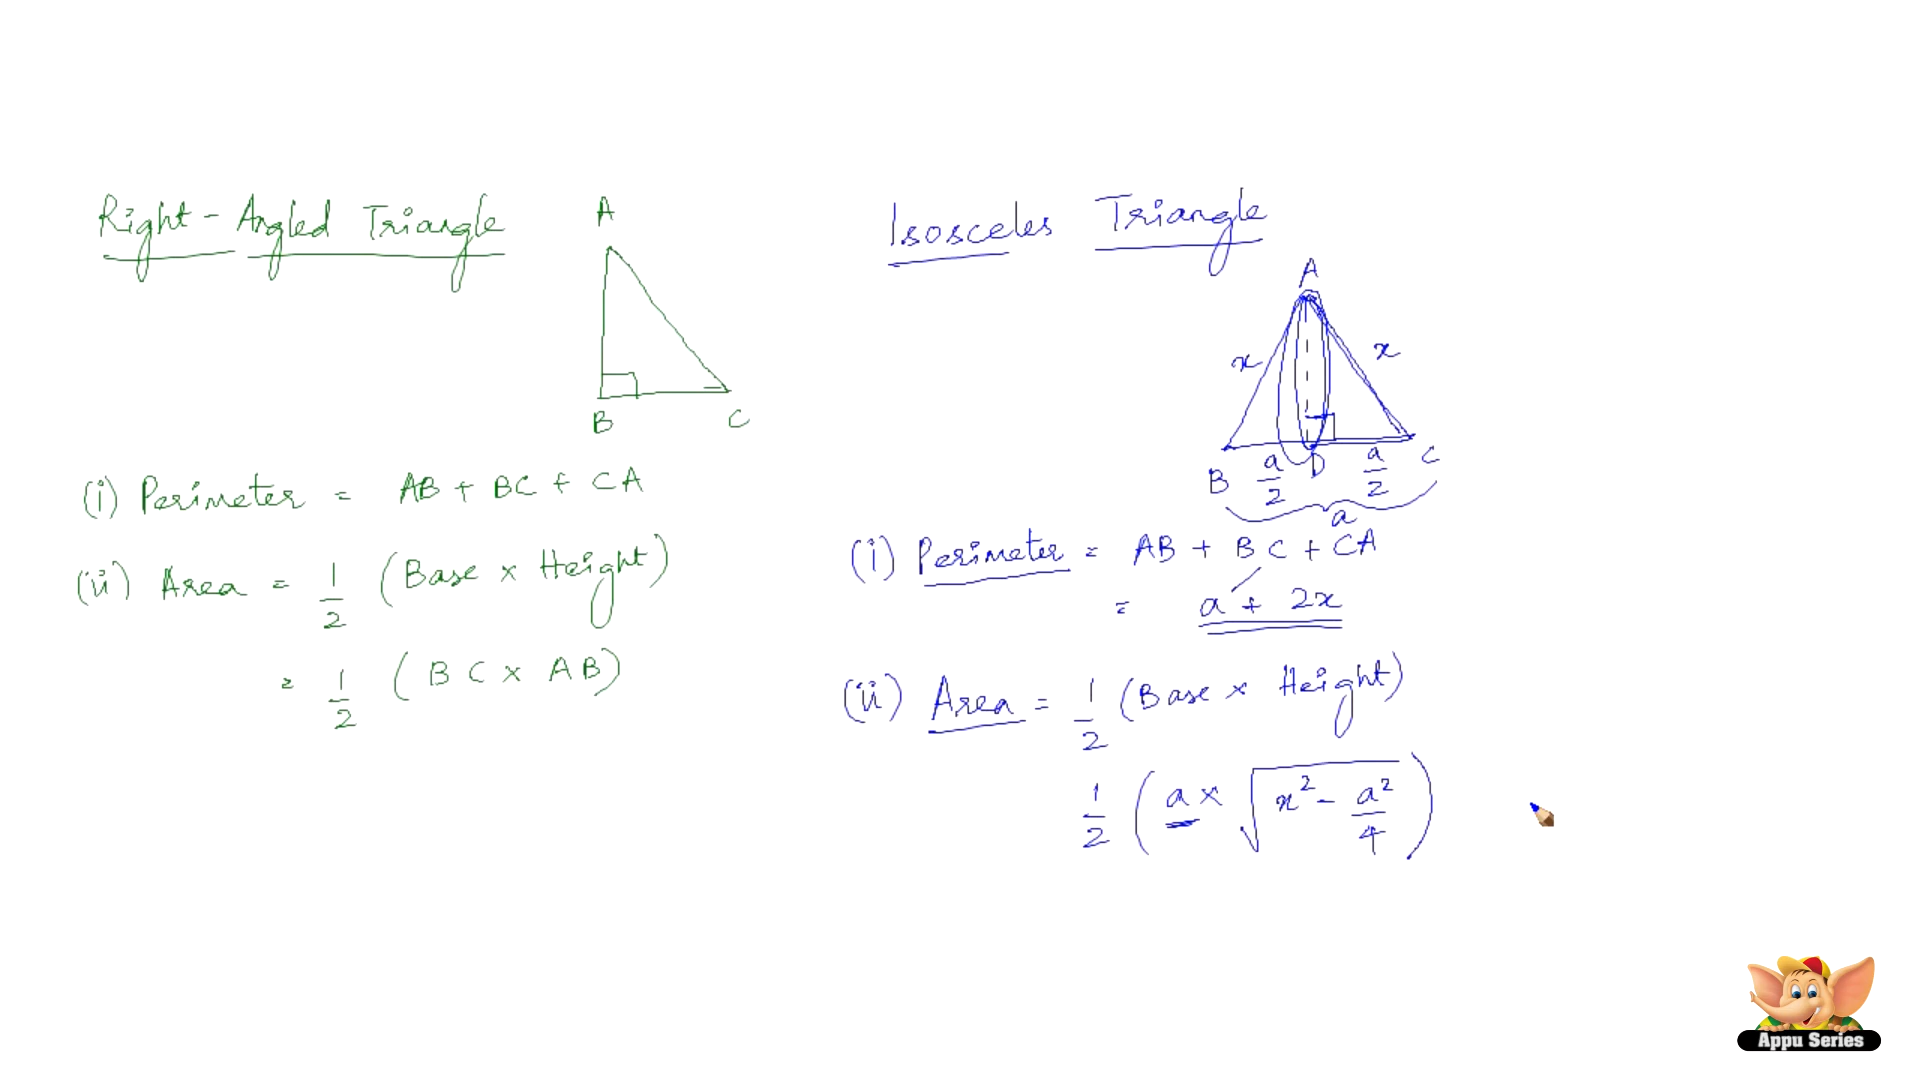 Right-Angled Triangle
A
B
C
(i) Perimeter = AB + BC + CA
(ii) Area = 1/2 (Base × Height)
= 1/2 (BC × AB)
Isosceles Triangle
A
x x
B a/2 D a/2 C
a
(i) Perimeter = AB + BC + CA
= a + 2x
(ii) Area = 1/2 (Base × Height)
1/2 (a × √(x² - a²/4))
Appu Series